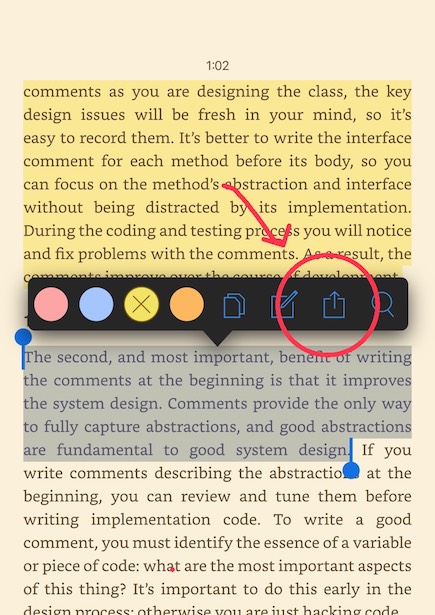 1:02
comments as you are designing the class, the key
design issues will be fresh in your mind, so it's
easy to record them. It's better to write the interface
comment for each method before its body, so you
can focus on the method's abstraction and interface
without being distracted by its implementation.
During the coding and testing process you will notice
and fix problems with the comments. As a result, the
comments improve over the course of development.
The second, and most important, benefit of writing
the comments at the beginning is that it improves
the system design. Comments provide the only way
to fully capture abstractions, and good abstractions
are fundamental to good system design. If you
write comments describing the abstractions at the
beginning, you can review and tune them before
writing implementation code. To write a good
comment, you must identify the essence of a variable
or piece of code: what are the most important aspects
of this thing? It's important to do this early in the
design process; otherwise you are just hacking code.